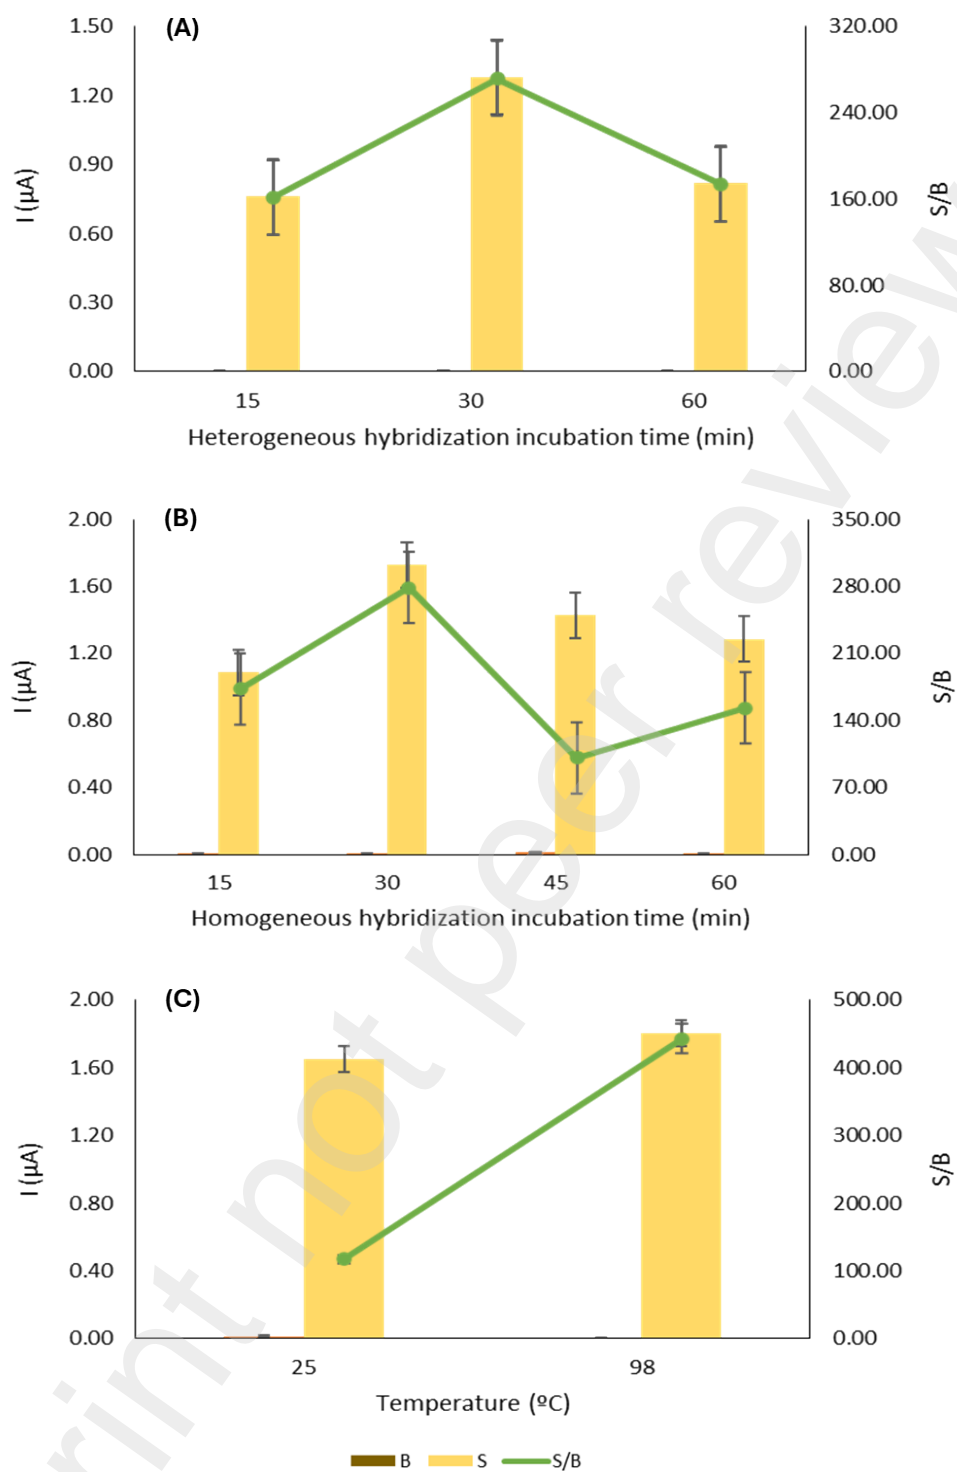 (A)
1.50
1.20
0.90
0.60
0.30
0.00
I (µA)
320.00
240.00
160.00
80.00
0.00
S/B
15 30 60
Heterogeneous hybridization incubation time (min)
(B)
2.00
1.60
1.20
0.80
0.40
0.00
I (µA)
350.00
280.00
210.00
140.00
70.00
0.00
S/B
15 30 45 60
Homogeneous hybridization incubation time (min)
(C)
2.00
1.60
1.20
0.80
0.40
0.00
I (µA)
500.00
400.00
300.00
200.00
100.00
0.00
S/B
25 98
Temperature (ºC)
B S S/B
rint not peer review